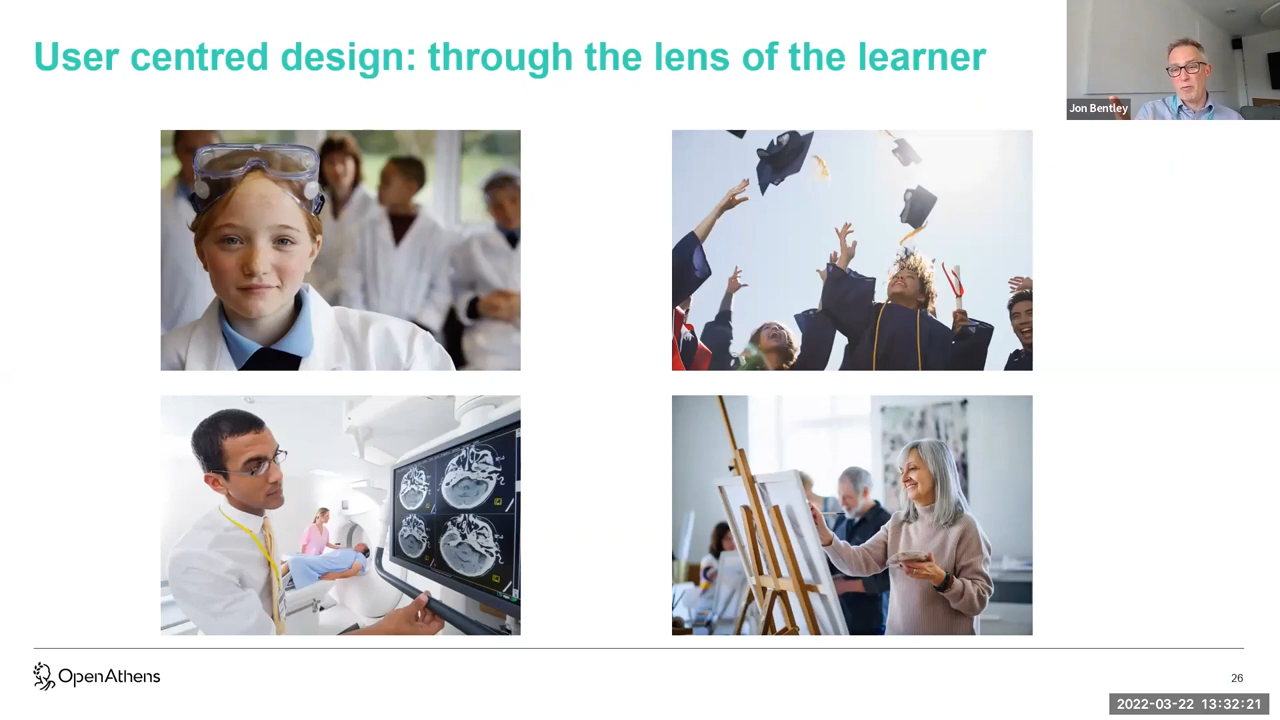 User centred design: through the lens of the learner
Jon Bentley
OpenAthens
26
2022-03-22 13:32:21